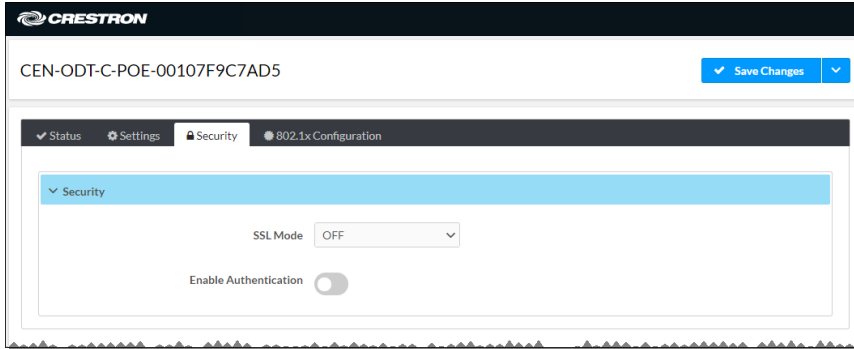 CRESTRON
CEN-ODT-C-POE-00107F9C7AD5
Save Changes
Status Settings Security 802.1x Configuration
Security
SSL Mode OFF
Enable Authentication